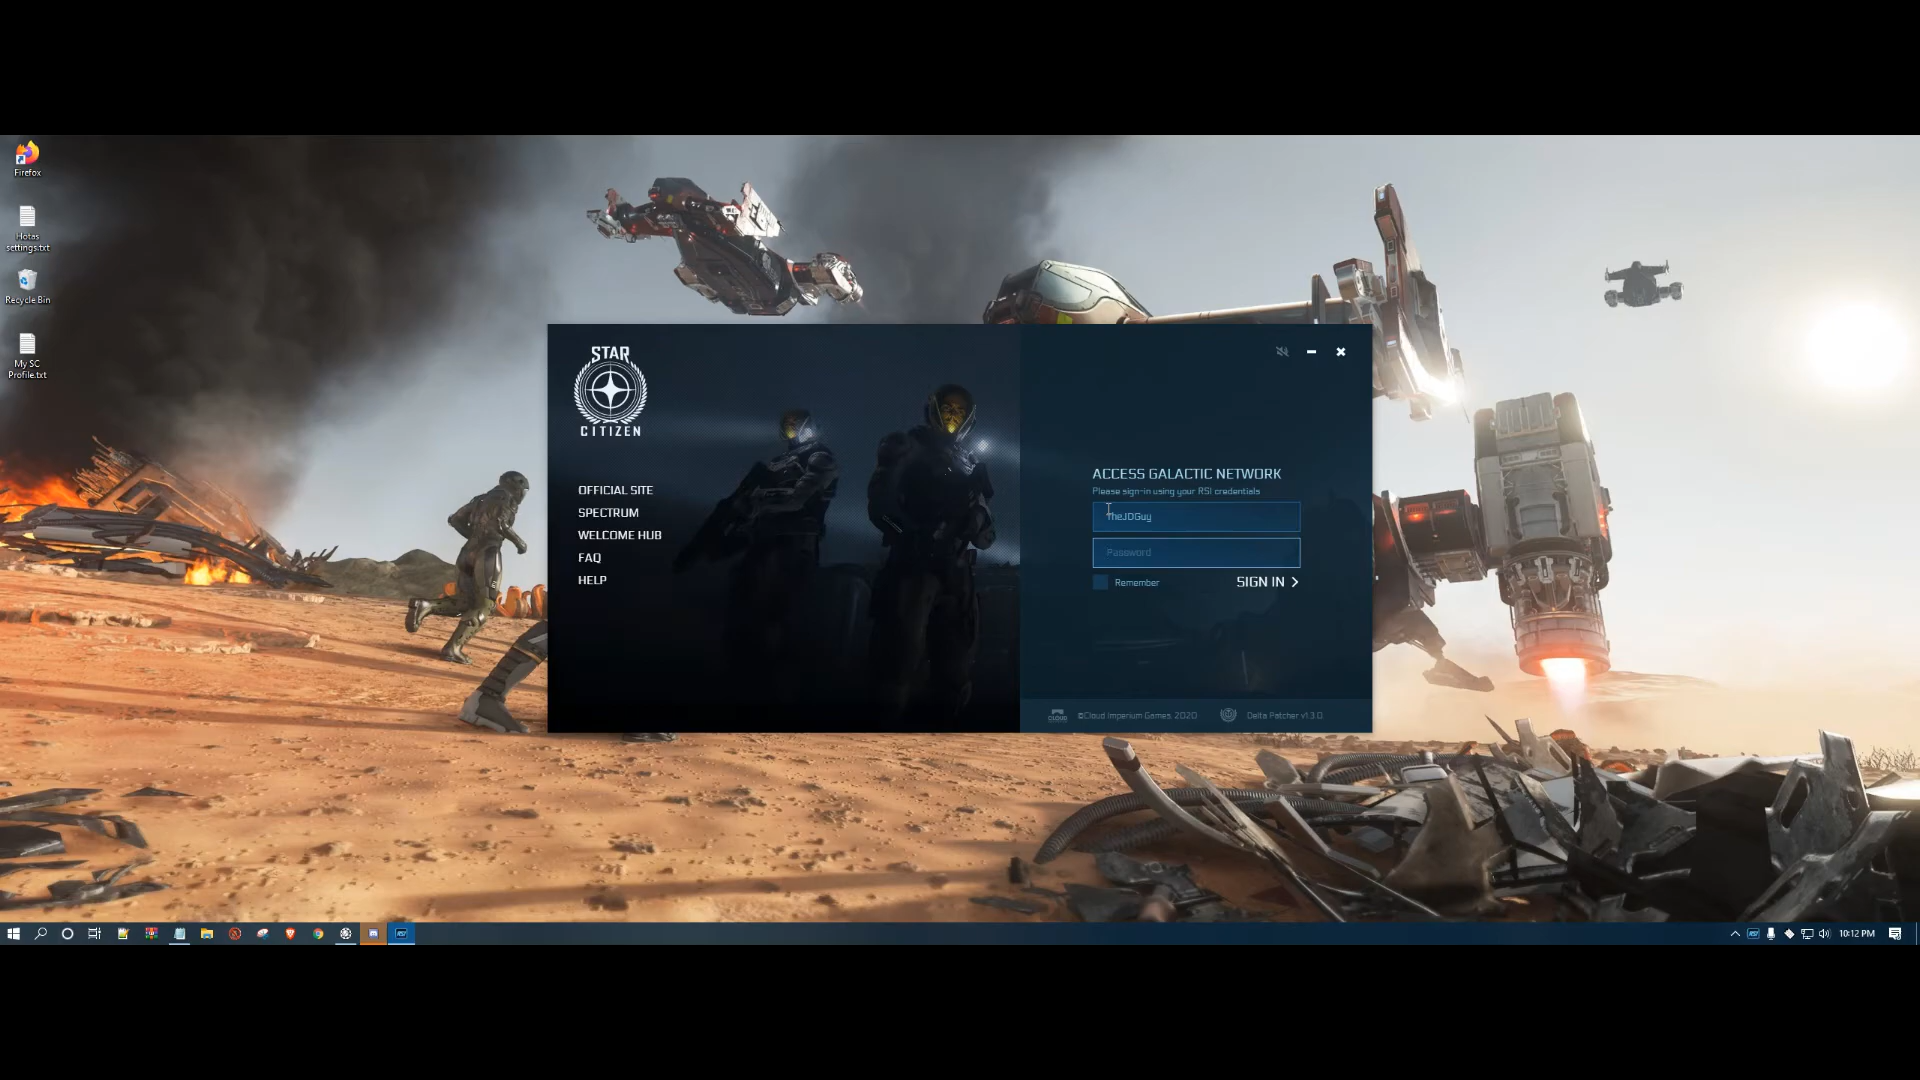 Firefox
Hotas
settings.txt
Recycle Bin
My SC
Profile.txt
STAR
CITIZEN
OFFICIAL SITE
SPECTRUM
WELCOME HUB
FAQ
HELP
ACCESS GALACTIC NETWORK
Please sign-in using your RSI credentials
TheJDGuy
Password
Remember
SIGN IN
©Cloud Imperium Games, 2020
Delta Patcher v1.3.0
10:12 PM